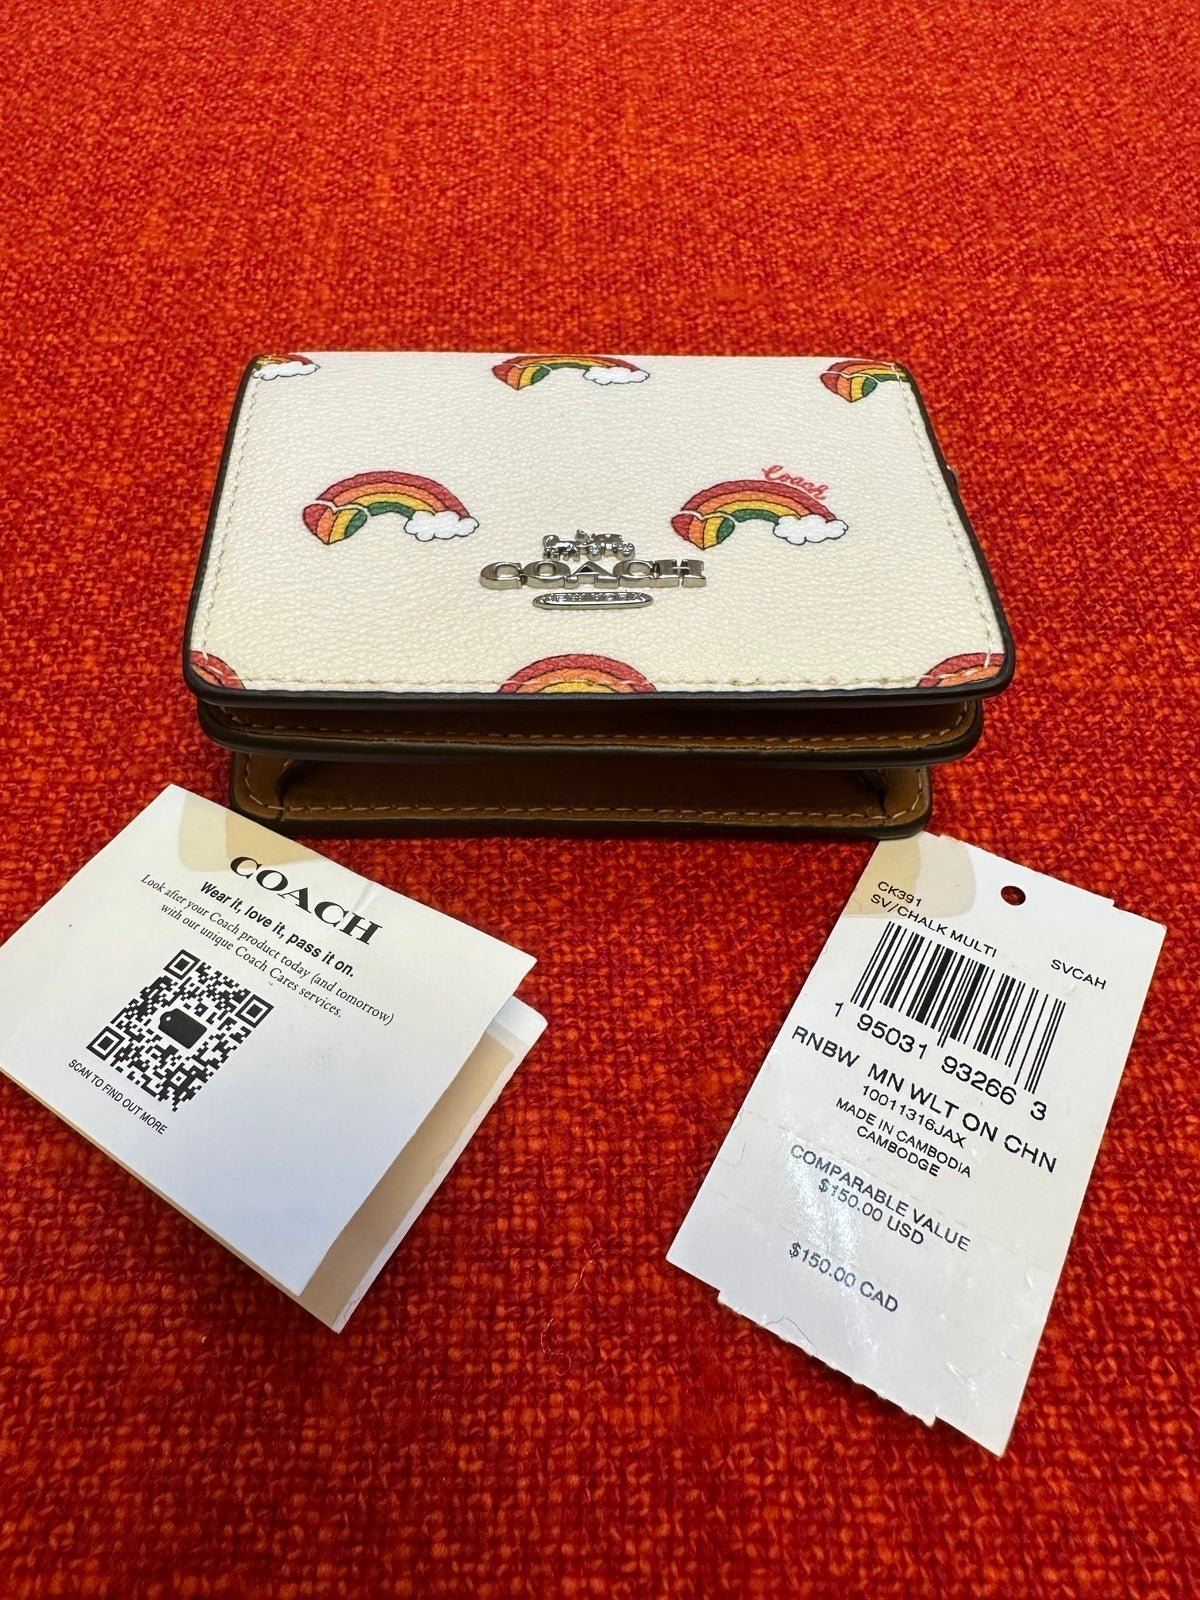 Coach
COACH
NEW YORK
COACH
Wear it, love it, pass it on.
Look after your Coach product today (and tomorrow)
with our unique Coach Cares services.
SCAN TO FIND OUT MORE
CK391
SV/CHALK MULTI SVCAH
1 95031 93266 3
RNBW MN WLT ON CHN
10011316JAX
MADE IN CAMBODIA
CAMBODGE
COMPARABLE VALUE
$150.00 USD
$150.00 CAD